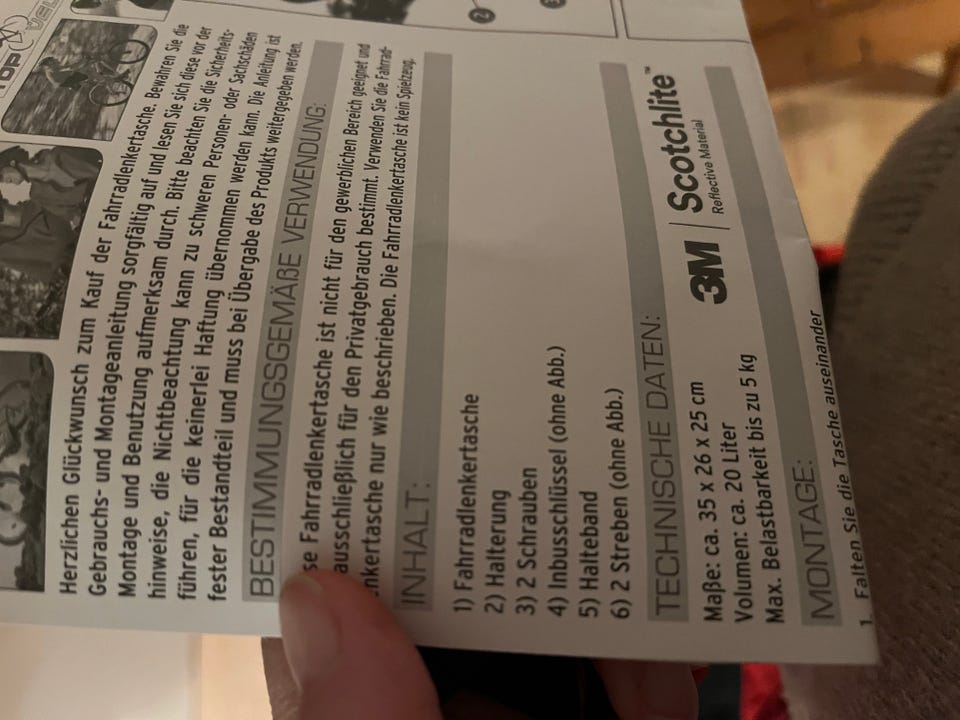 TOP
VEL
2
3
Herzlichen Glückwunsch zum Kauf der Fahrradlenkertasche. Bewahren Sie die
Gebrauchs- und Montageanleitung sorgfältig auf und lesen Sie sich diese vor der
Montage und Benutzung aufmerksam durch. Bitte beachten Sie die Sicherheits-
hinweise, die Nichtbeachtung kann zu schweren Personen- oder Sachschäden
führen, für die keinerlei Haftung übernommen werden kann. Die Anleitung ist
fester Bestandteil und muss bei Übergabe des Produkts weitergegeben werden.
BESTIMMUNGSGEMÄßE VERWENDUNG:
se Fahrradlenkertasche ist nicht für den gewerblichen Bereich geeignet und
ausschließlich für den Privatgebrauch bestimmt. Verwenden Sie die Fahrrad-
nkertasche nur wie beschrieben. Die Fahrradlenkertasche ist kein Spielzeug.
INHALT:
1) Fahrradlenkertasche
2) Halterung
3) 2 Schrauben
4) Inbusschlüssel (ohne Abb.)
5) Halteband
6) 2 Streben (ohne Abb.)
TECHNISCHE DATEN:
Maße: ca. 35 x 26 x 25 cm
Volumen: ca. 20 Liter
Max. Belastbarkeit bis zu 5 kg
3M Scotchlite™
Reflective Material
MONTAGE:
1. Falten Sie die Tasche auseinander